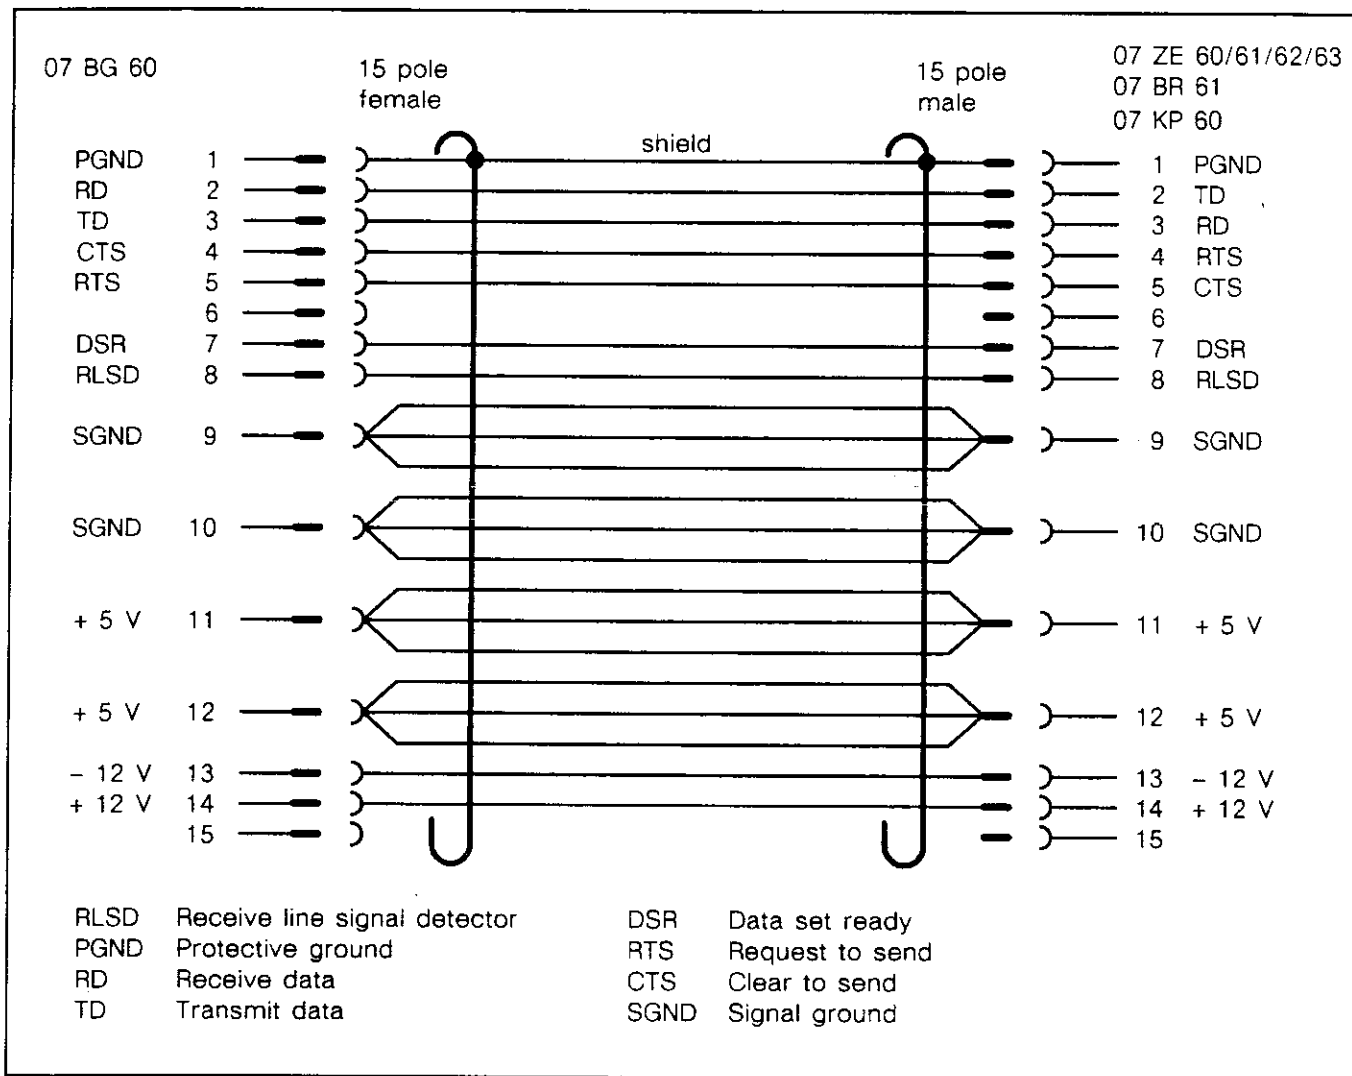 07 BG 60
15 pole
female
15 pole
male
07 ZE 60/61/62/63
07 BR 61
07 KP 60
shield
PGND 1 1 PGND
RD 2 2 TD
TD 3 3 RD
CTS 4 4 RTS
RTS 5 5 CTS
6 6
DSR 7 7 DSR
RLSD 8 8 RLSD
SGND 9 9 SGND
SGND 10 10 SGND
+ 5 V 11 11 + 5 V
+ 5 V 12 12 + 5 V
– 12 V 13 13 – 12 V
+ 12 V 14 14 + 12 V
15 15
RLSD Receive line signal detector
PGND Protective ground
RD Receive data
TD Transmit data
DSR Data set ready
RTS Request to send
CTS Clear to send
SGND Signal ground